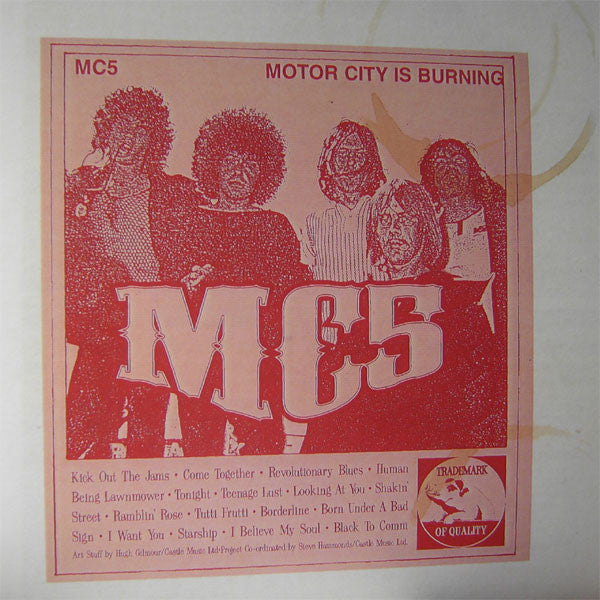 MC5
MOTOR CITY IS BURNING
MC5
Kick Out The Jams • Come Together • Revolutionary Blues • Human
Being Lawnmower • Tonight • Teenage Lust • Looking At You • Shakin'
Street • Ramblin' Rose • Tutti Frutti • Borderline • Born Under A Bad
Sign • I Want You • Starship • I Believe My Soul • Black To Comm
Art Stuff by Hugh Gilmour/Castle Music Ltd•Project Co-ordinated by Steve Hammonds/Castle Music Ltd.
TRADEMARK
OF QUALITY